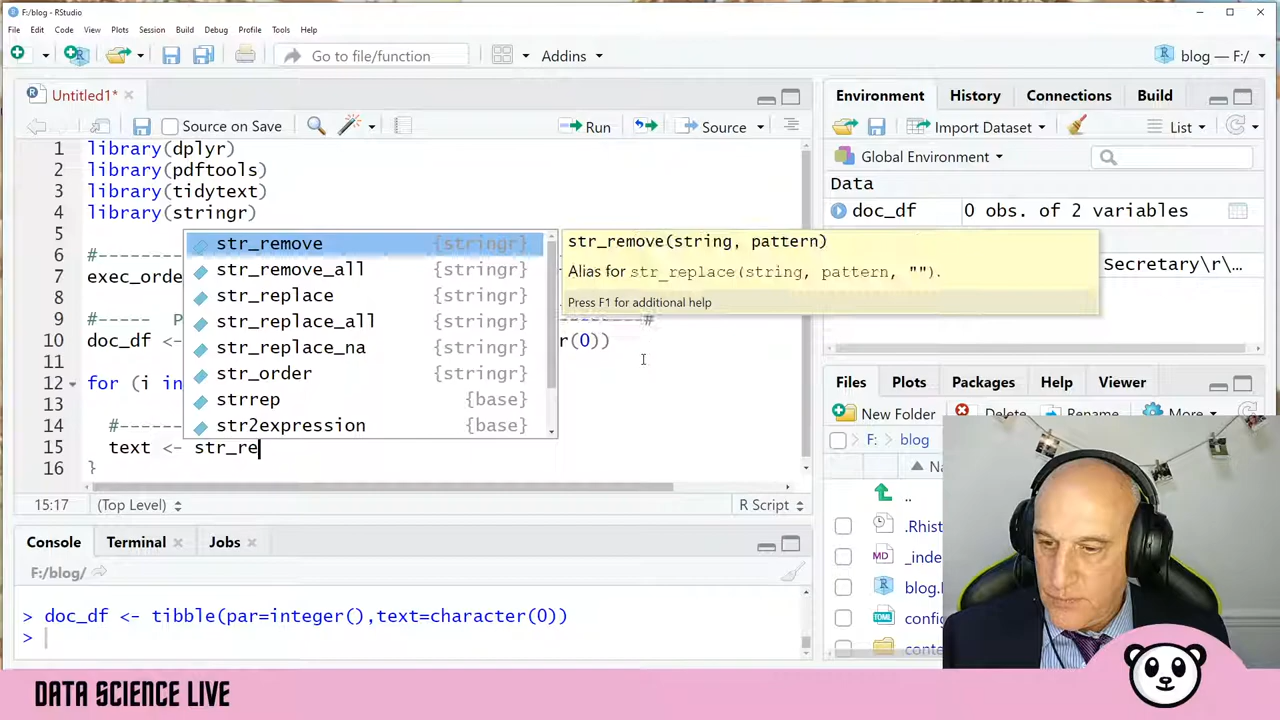 F:/blog - RStudio
File Edit Code View Plots Session Build Debug Profile Tools Help
Go to file/function Addins blog — F:/
Untitled1*
Source on Save Run Source
1 library(dplyr)
2 library(pdftools)
3 library(tidytext)
4 library(stringr)
5
6 #----
7 exec_orde
8
9 #----- P #
10 doc_df <- r(0))
11
12 for (i in
13
14 #----
15 text <- str_re
16 }
str_remove {stringr}
str_remove_all {stringr}
str_replace {stringr}
str_replace_all {stringr}
str_replace_na {stringr}
str_order {stringr}
strrep {base}
str2expression {base}
str_remove(string, pattern)
Alias for str_replace(string, pattern, "").
Press F1 for additional help
15:17 (Top Level) R Script
Console Terminal Jobs
F:/blog/
> doc_df <- tibble(par=integer(),text=character(0))
>
Environment History Connections Build
Import Dataset List
Global Environment
Data
doc_df 0 obs. of 2 variables
Secretary\r\…
Files Plots Packages Help Viewer
New Folder Delete Rename More
F: blog
..
.Rhist
_inde
blog.
config
conte
DATA SCIENCE LIVE